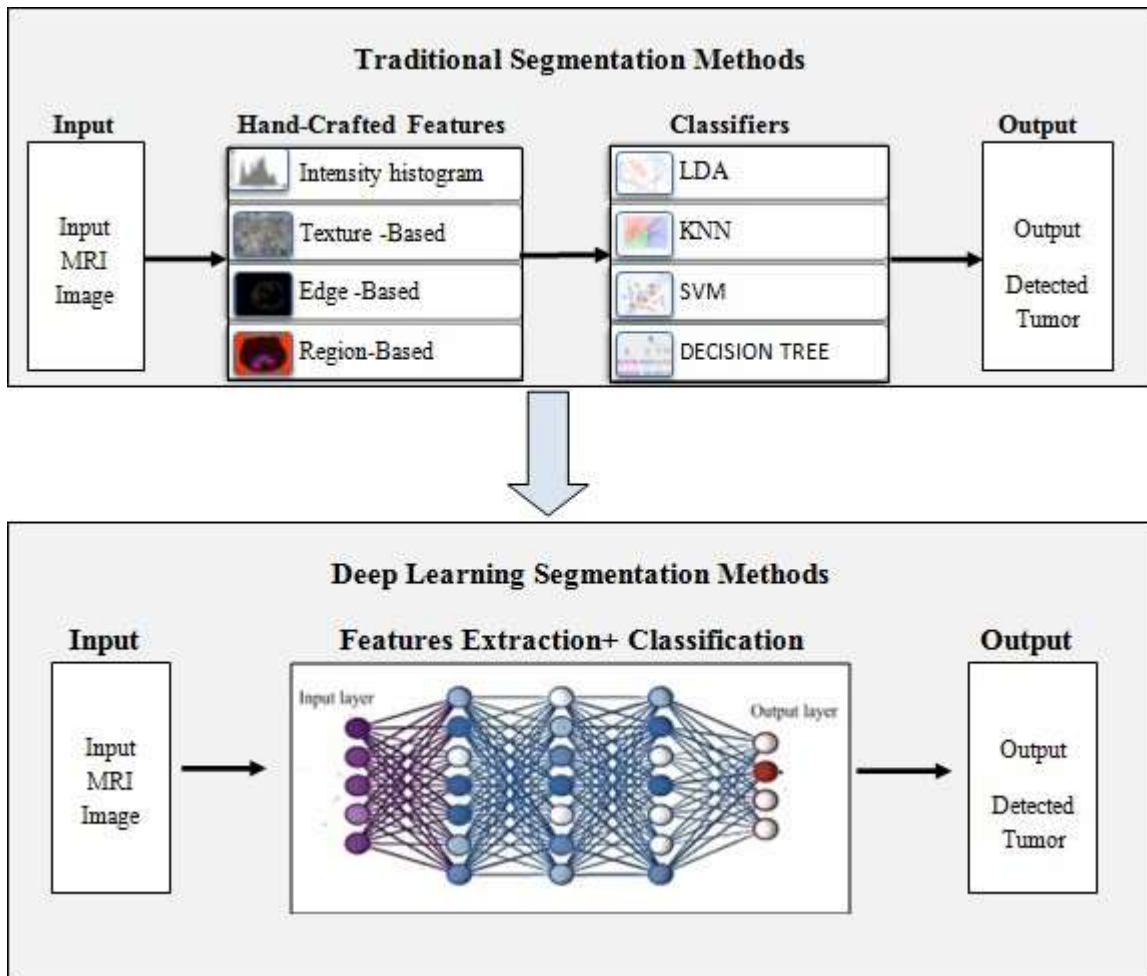 Traditional Segmentation Methods
Input
Hand-Crafted Features
Classifiers
Output
Input
MRI
Image
Intensity histogram
Texture -Based
Edge -Based
Region-Based
LDA
KNN
SVM
DECISION TREE
Output
Detected
Tumor
Deep Learning Segmentation Methods
Input
Features Extraction+ Classification
Output
Input
MRI
Image
Input layer
Output layer
Output
Detected
Tumor